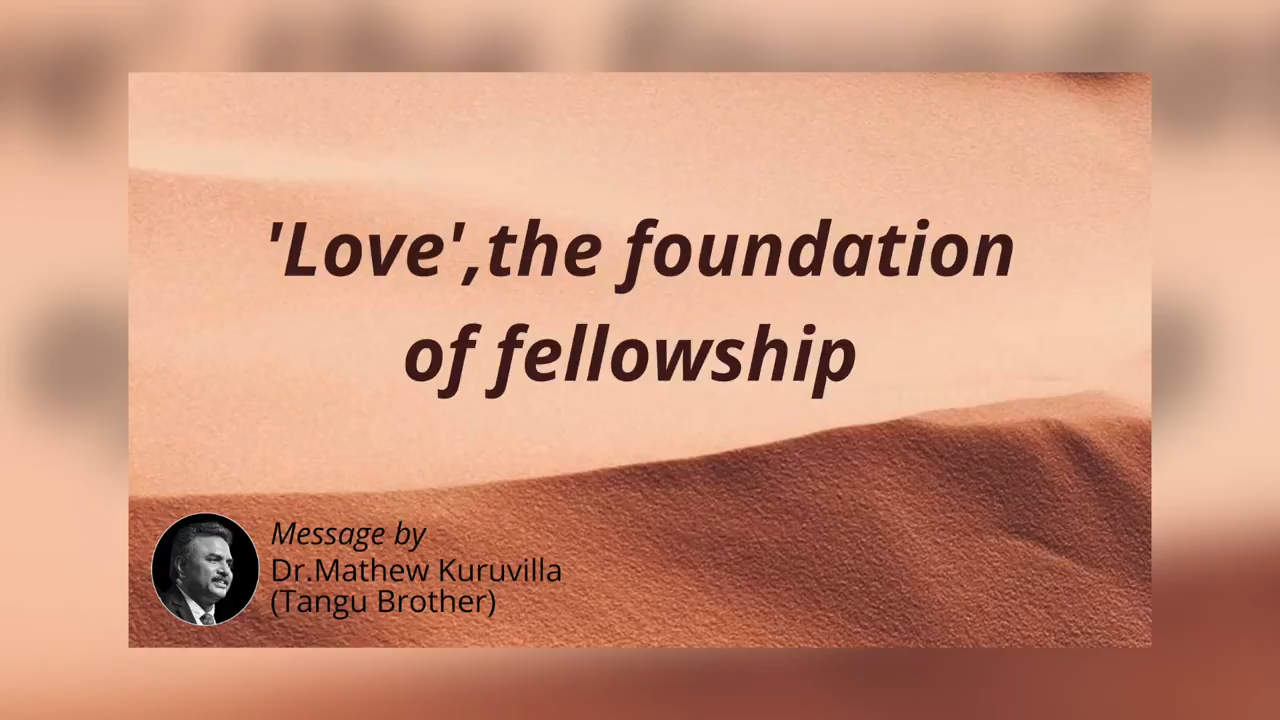 'Love',the foundation
of fellowship
Message by
Dr.Mathew Kuruvilla
(Tangu Brother)